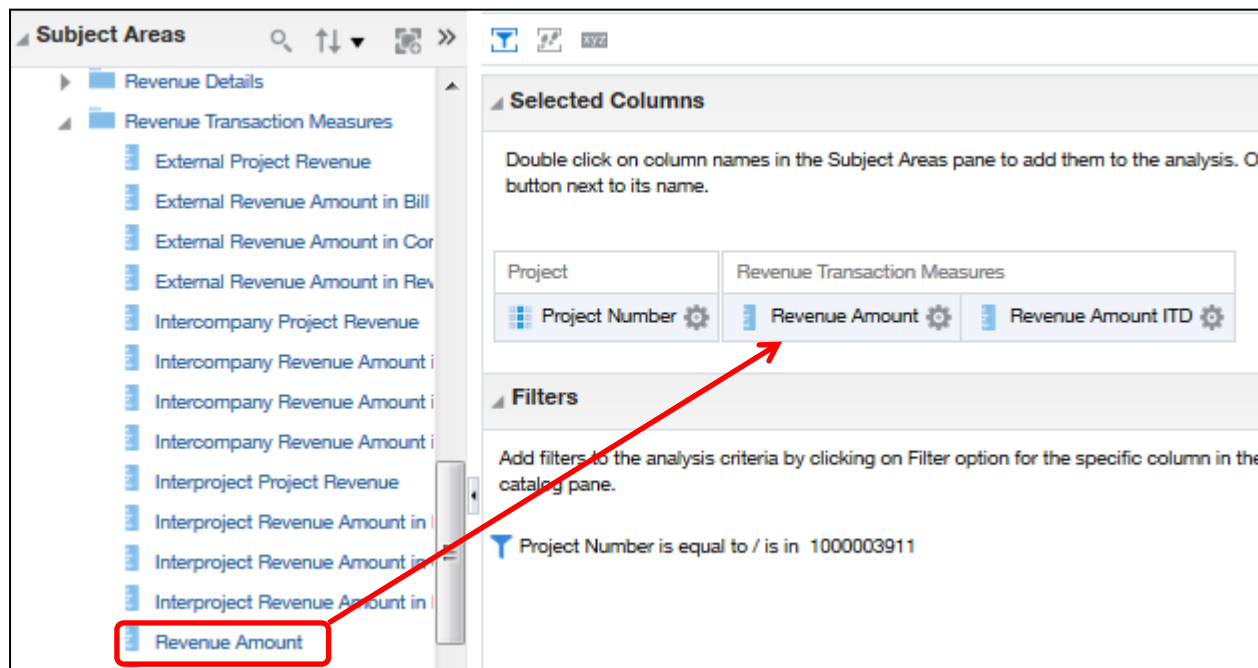 Subject Areas
Revenue Details
Revenue Transaction Measures
External Project Revenue
External Revenue Amount in Bill
External Revenue Amount in Cor
External Revenue Amount in Rev
Intercompany Project Revenue
Intercompany Revenue Amount i
Intercompany Revenue Amount i
Intercompany Revenue Amount i
Interproject Project Revenue
Interproject Revenue Amount in
Interproject Revenue Amount in
Interproject Revenue Amount in
Revenue Amount
xyz
Selected Columns
Double click on column names in the Subject Areas pane to add them to the analysis. O
button next to its name.
Project Revenue Transaction Measures
Project Number Revenue Amount Revenue Amount ITD
Filters
Add filters to the analysis criteria by clicking on Filter option for the specific column in the
catalog pane.
Project Number is equal to / is in 1000003911